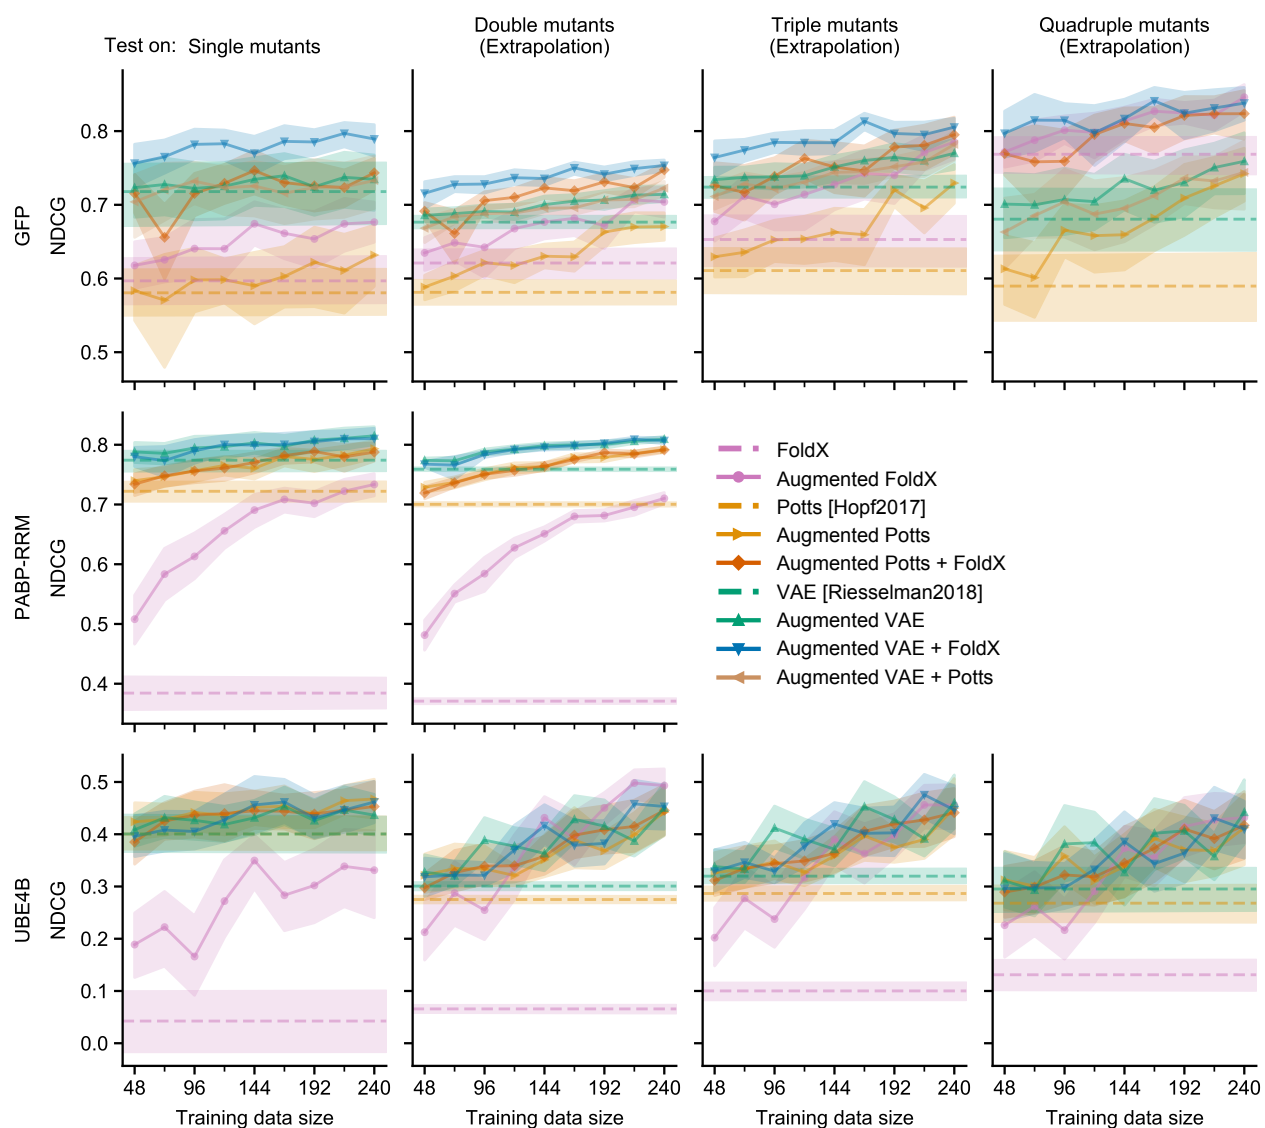 Test on: Single mutants
Double mutants
(Extrapolation)
Triple mutants
(Extrapolation)
Quadruple mutants
(Extrapolation)
GFP
NDCG
0.8
0.7
0.6
0.5
PABP-RRM
NDCG
0.8
0.7
0.6
0.5
0.4
FoldX
Augmented FoldX
Potts [Hopf2017]
Augmented Potts
Augmented Potts + FoldX
VAE [Riesselman2018]
Augmented VAE
Augmented VAE + FoldX
Augmented VAE + Potts
UBE4B
NDCG
0.5
0.4
0.3
0.2
0.1
0.0
48 96 144 192 240
48 96 144 192 240
48 96 144 192 240
48 96 144 192 240
Training data size
Training data size
Training data size
Training data size